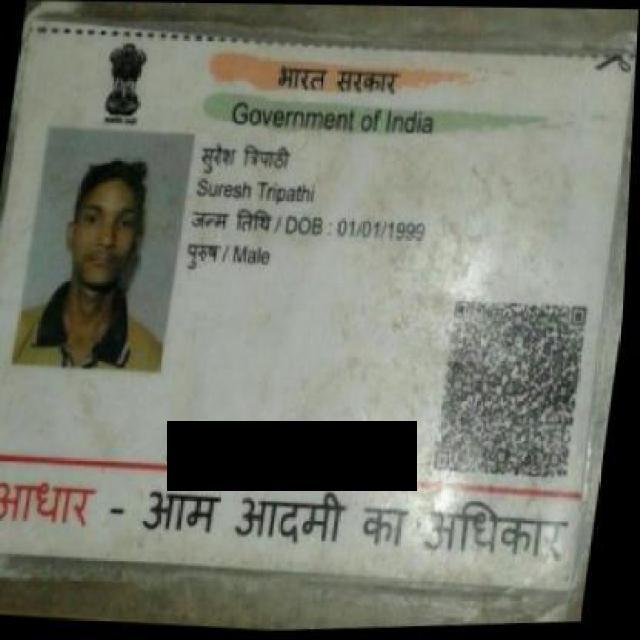 भारत सरकार
Government of India
सुरेश त्रिपाठी
Suresh Tripathi
जन्म तिथि / DOB : 01/01/1999
पुरुष / Male
आधार - आम आदमी का अधिकार